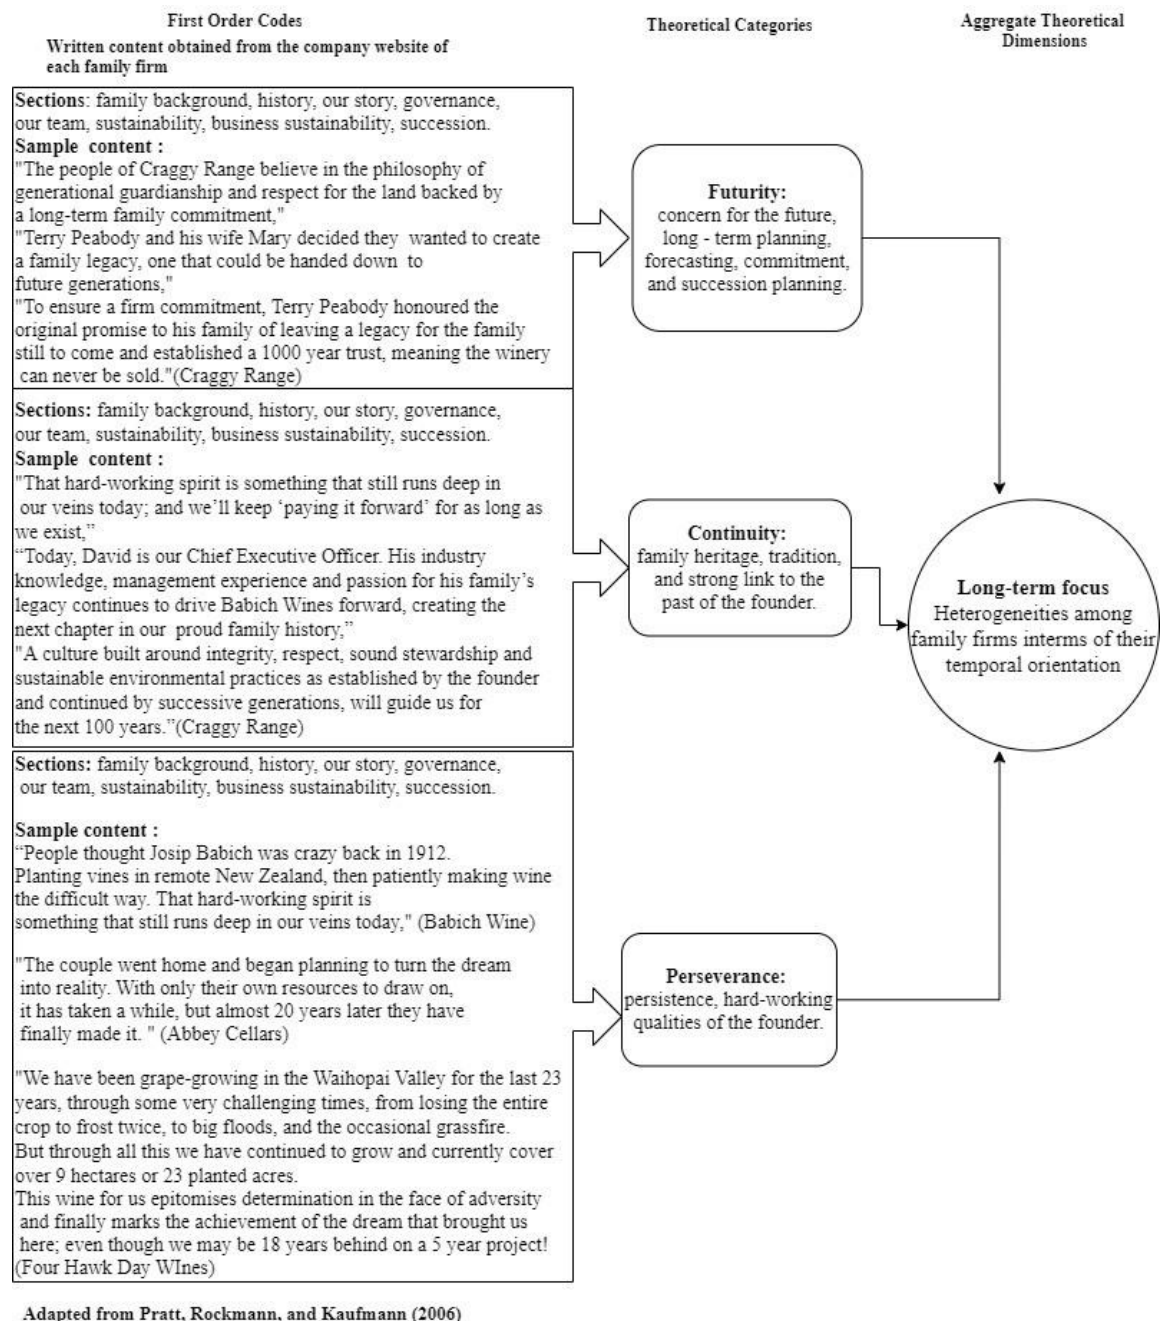 First Order Codes
Theoretical Categories
Aggregate Theoretical
Dimensions
Written content obtained from the company website of
each family firm
Sections: family background, history, our story, governance,
our team, sustainability, business sustainability, succession.
Sample content :
"The people of Craggy Range believe in the philosophy of
generational guardianship and respect for the land backed by
a long-term family commitment,"
"Terry Peabody and his wife Mary decided they wanted to create
a family legacy, one that could be handed down to
future generations,"
"To ensure a firm commitment, Terry Peabody honoured the
original promise to his family of leaving a legacy for the family
still to come and established a 1000 year trust, meaning the winery
can never be sold."(Craggy Range)
Futurity:
concern for the future,
long - term planning,
forecasting, commitment,
and succession planning.
Sections: family background, history, our story, governance,
our team, sustainability, business sustainability, succession.
Sample content :
"That hard-working spirit is something that still runs deep in
our veins today; and we’ll keep ‘paying it forward’ for as long as
we exist,”
“Today, David is our Chief Executive Officer. His industry
knowledge, management experience and passion for his family’s
legacy continues to drive Babich Wines forward, creating the
next chapter in our proud family history,”
"A culture built around integrity, respect, sound stewardship and
sustainable environmental practices as established by the founder
and continued by successive generations, will guide us for
the next 100 years.”(Craggy Range)
Continuity:
family heritage, tradition,
and strong link to the
past of the founder.
Long-term focus
Heterogeneities among
family firms interms of their
temporal orientation
Sections: family background, history, our story, governance,
our team, sustainability, business sustainability, succession.
Sample content :
“People thought Josip Babich was crazy back in 1912.
Planting vines in remote New Zealand, then patiently making wine
the difficult way. That hard-working spirit is
something that still runs deep in our veins today," (Babich Wine)
"The couple went home and began planning to turn the dream
into reality. With only their own resources to draw on,
it has taken a while, but almost 20 years later they have
finally made it. " (Abbey Cellars)
"We have been grape-growing in the Waihopai Valley for the last 23
years, through some very challenging times, from losing the entire
crop to frost twice, to big floods, and the occasional grassfire.
But through all this we have continued to grow and currently cover
over 9 hectares or 23 planted acres.
This wine for us epitomises determination in the face of adversity
and finally marks the achievement of the dream that brought us
here; even though we may be 18 years behind on a 5 year project!
(Four Hawk Day WInes)
Perseverance:
persistence, hard-working
qualities of the founder.
Adapted from Pratt, Rockmann, and Kaufmann (2006)